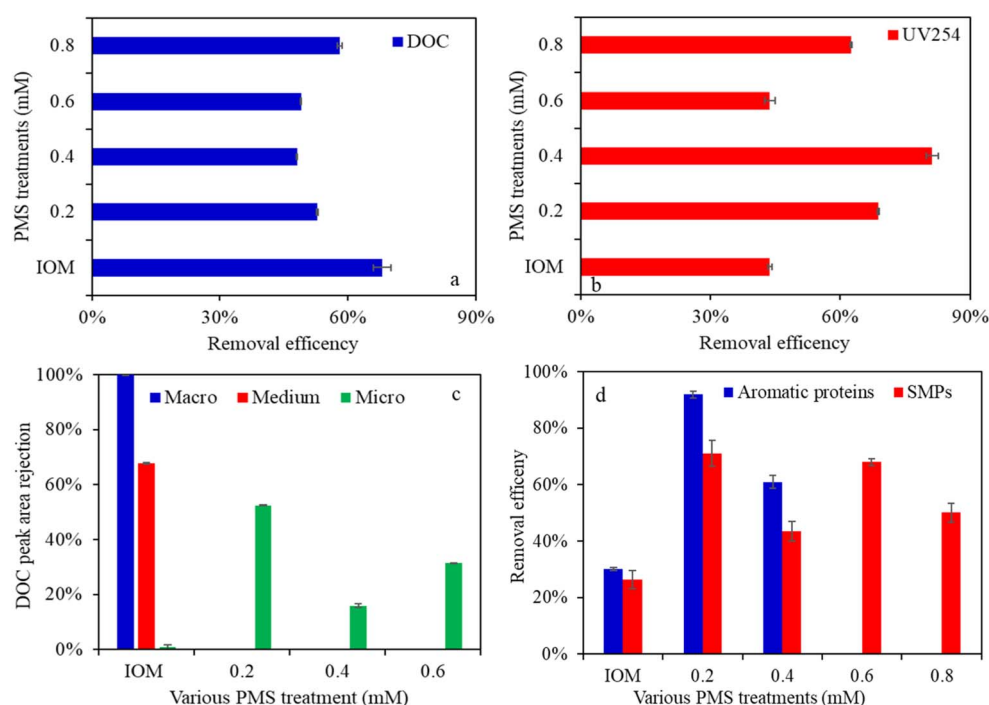 0.8
DOC
0.6
0.4
0.2
IOM
a
PMS treatments (mM)
0% 30% 60% 90%
Removal efficency
0.8
UV254
0.6
0.4
0.2
IOM
b
PMS treatments (mM)
0% 30% 60% 90%
Removal efficency
100%
80%
60%
40%
20%
0%
Macro Medium Micro c
DOC peak area rejection
IOM 0.2 0.4 0.6
Various PMS treatment (mM)
100%
80%
60%
40%
20%
0%
d Aromatic proteins SMPs
Removal efficeny
IOM 0.2 0.4 0.6 0.8
Various PMS treatments (mM)